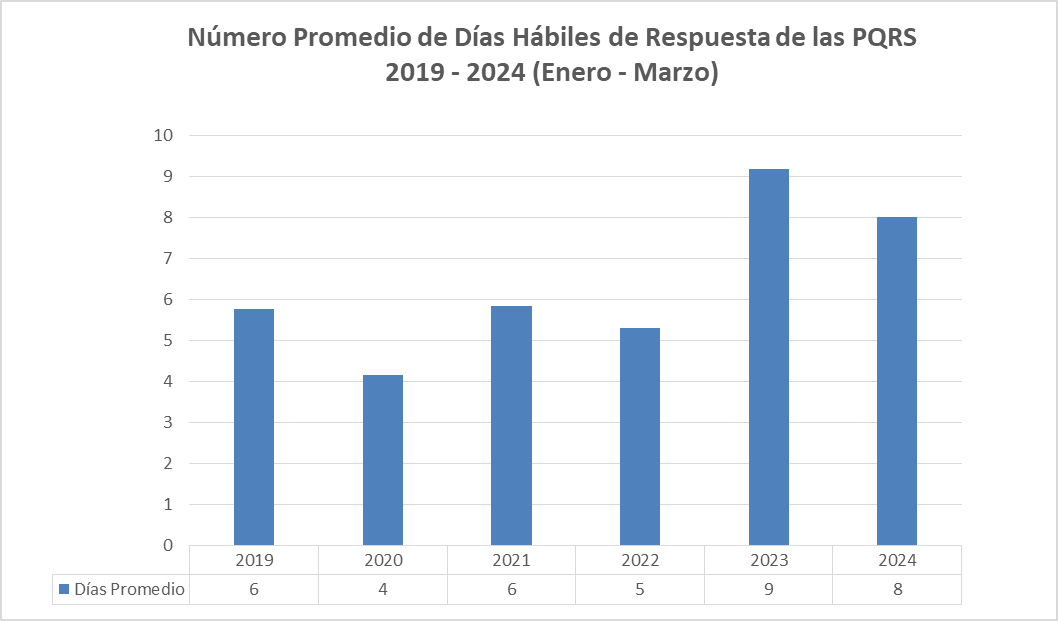 Número Promedio de Días Hábiles de Respuesta de las PQRS
2019 - 2024 (Enero - Marzo)
10
9
8
7
6
5
4
3
2
1
0
2019 2020 2021 2022 2023 2024
Días Promedio 6 4 6 5 9 8